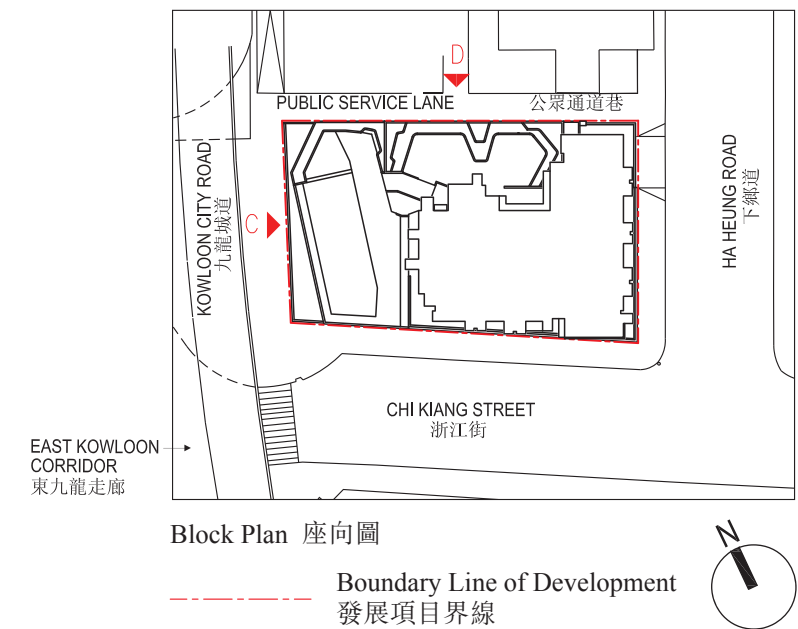 D
PUBLIC SERVICE LANE
公眾通道巷
KOWLOON CITY ROAD
九龍城道
C
HA HEUNG ROAD
下鄉道
CHI KIANG STREET
浙江街
EAST KOWLOON
CORRIDOR
東九龍走廊
Block Plan 座向圖
N
Boundary Line of Development
發展項目界線